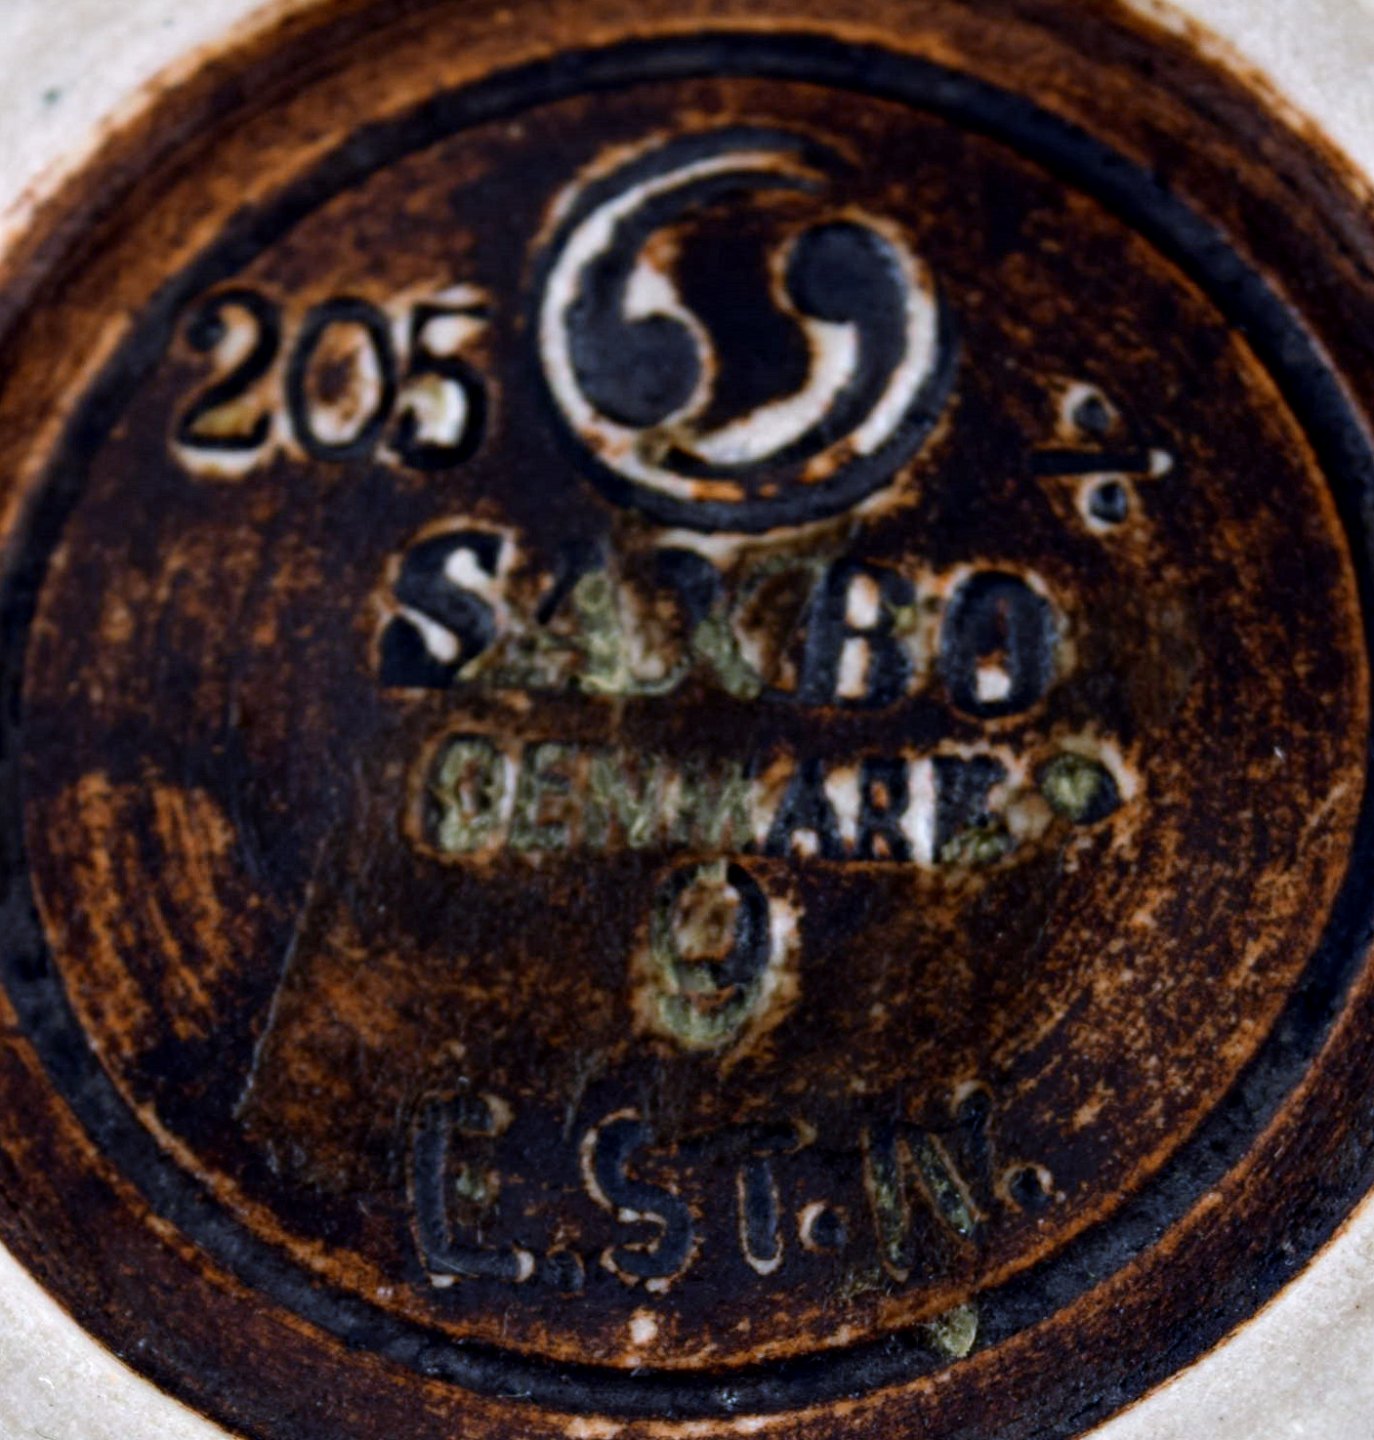 205 ÷
SAXBO
DENMARK.
9
E. ST. N.